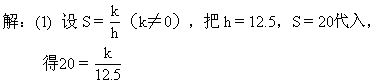 解：(1) 设 S = k/h (k≠0)，把 h = 12.5，S = 20代入，
得20 = k/12.5